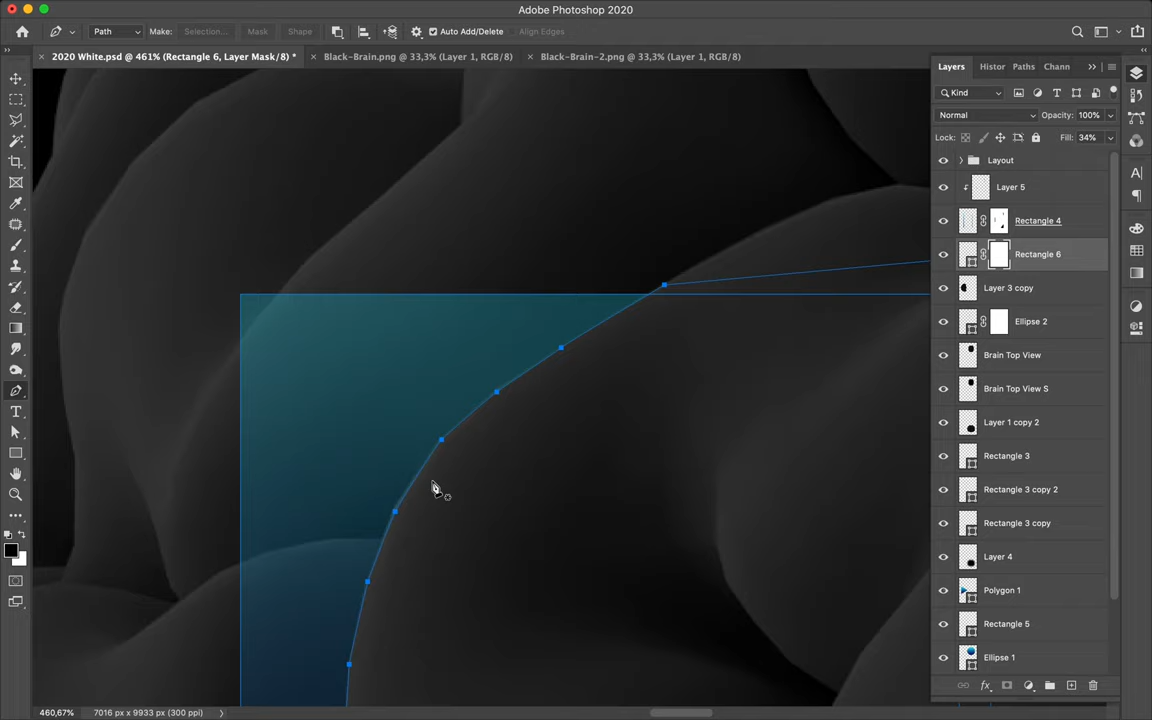 Adobe Photoshop 2020
Path Make: Selection... Mask Shape Auto Add/Delete Align Edges
2020 White.psd @ 461% (Rectangle 6, Layer Mask/8) * Black-Brain.png @ 33,3% (Layer 1, RGB/8) Black-Brain-2.png @ 33,3% (Layer 1, RGB/8)
Layers Histor Paths Chann
Kind
Normal Opacity: 100%
Lock: Fill: 34%
Layout
Layer 5
Rectangle 4
Rectangle 6
Layer 3 copy
Ellipse 2
Brain Top View
Brain Top View S
Layer 1 copy 2
Rectangle 3
Rectangle 3 copy 2
Rectangle 3 copy
Layer 4
Polygon 1
Rectangle 5
Ellipse 1
460,67% 7016 px x 9933 px (300 ppi)